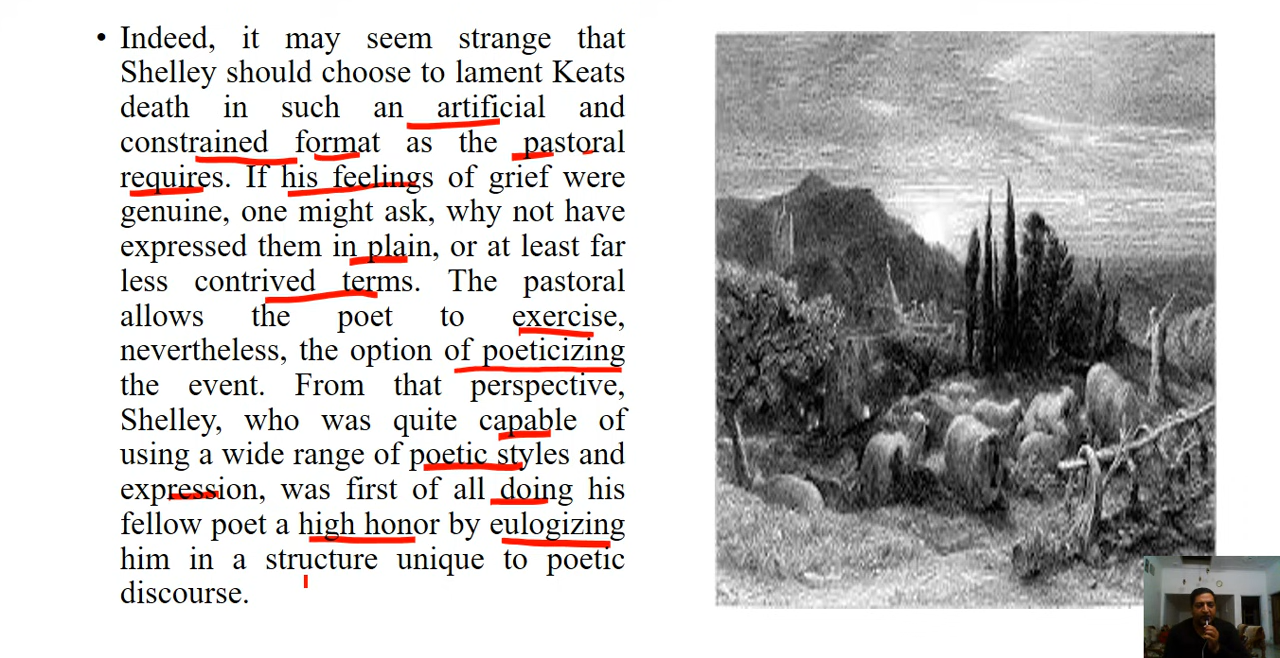 • Indeed, it may seem strange that
Shelley should choose to lament Keats
death in such an artificial and
constrained format as the pastoral
requires. If his feelings of grief were
genuine, one might ask, why not have
expressed them in plain, or at least far
less contrived terms. The pastoral
allows the poet to exercise,
nevertheless, the option of poeticizing
the event. From that perspective,
Shelley, who was quite capable of
using a wide range of poetic styles and
expression, was first of all doing his
fellow poet a high honor by eulogizing
him in a structure unique to poetic
discourse.